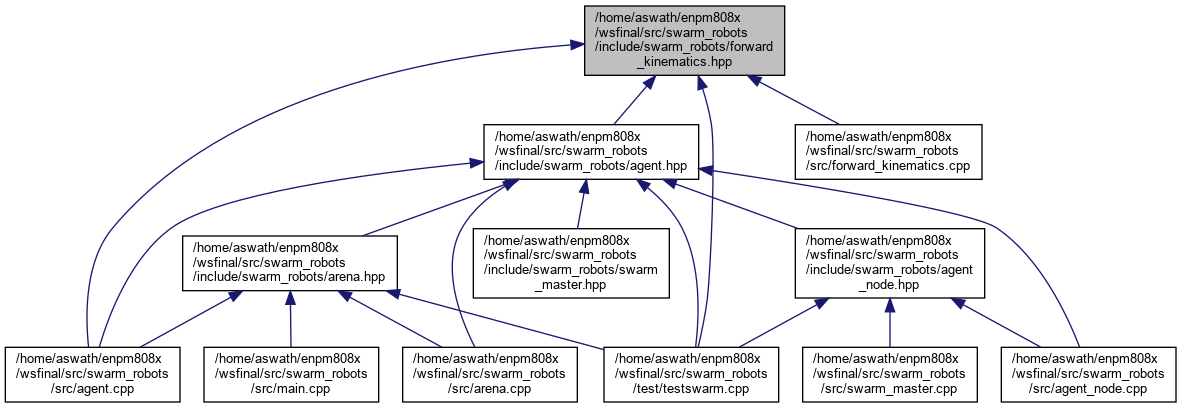 /home/aswath/enpm808x
/wsfinal/src/swarm_robots
/include/swarm_robots/forward
_kinematics.hpp
/home/aswath/enpm808x
/wsfinal/src/swarm_robots
/include/swarm_robots/agent.hpp
/home/aswath/enpm808x
/wsfinal/src/swarm_robots
/src/forward_kinematics.cpp
/home/aswath/enpm808x
/wsfinal/src/swarm_robots
/include/swarm_robots/arena.hpp
/home/aswath/enpm808x
/wsfinal/src/swarm_robots
/include/swarm_robots/swarm
_master.hpp
/home/aswath/enpm808x
/wsfinal/src/swarm_robots
/include/swarm_robots/agent
_node.hpp
/home/aswath/enpm808x
/wsfinal/src/swarm_robots
/src/agent.cpp
/home/aswath/enpm808x
/wsfinal/src/swarm_robots
/src/main.cpp
/home/aswath/enpm808x
/wsfinal/src/swarm_robots
/src/arena.cpp
/home/aswath/enpm808x
/wsfinal/src/swarm_robots
/test/testswarm.cpp
/home/aswath/enpm808x
/wsfinal/src/swarm_robots
/src/swarm_master.cpp
/home/aswath/enpm808x
/wsfinal/src/swarm_robots
/src/agent_node.cpp